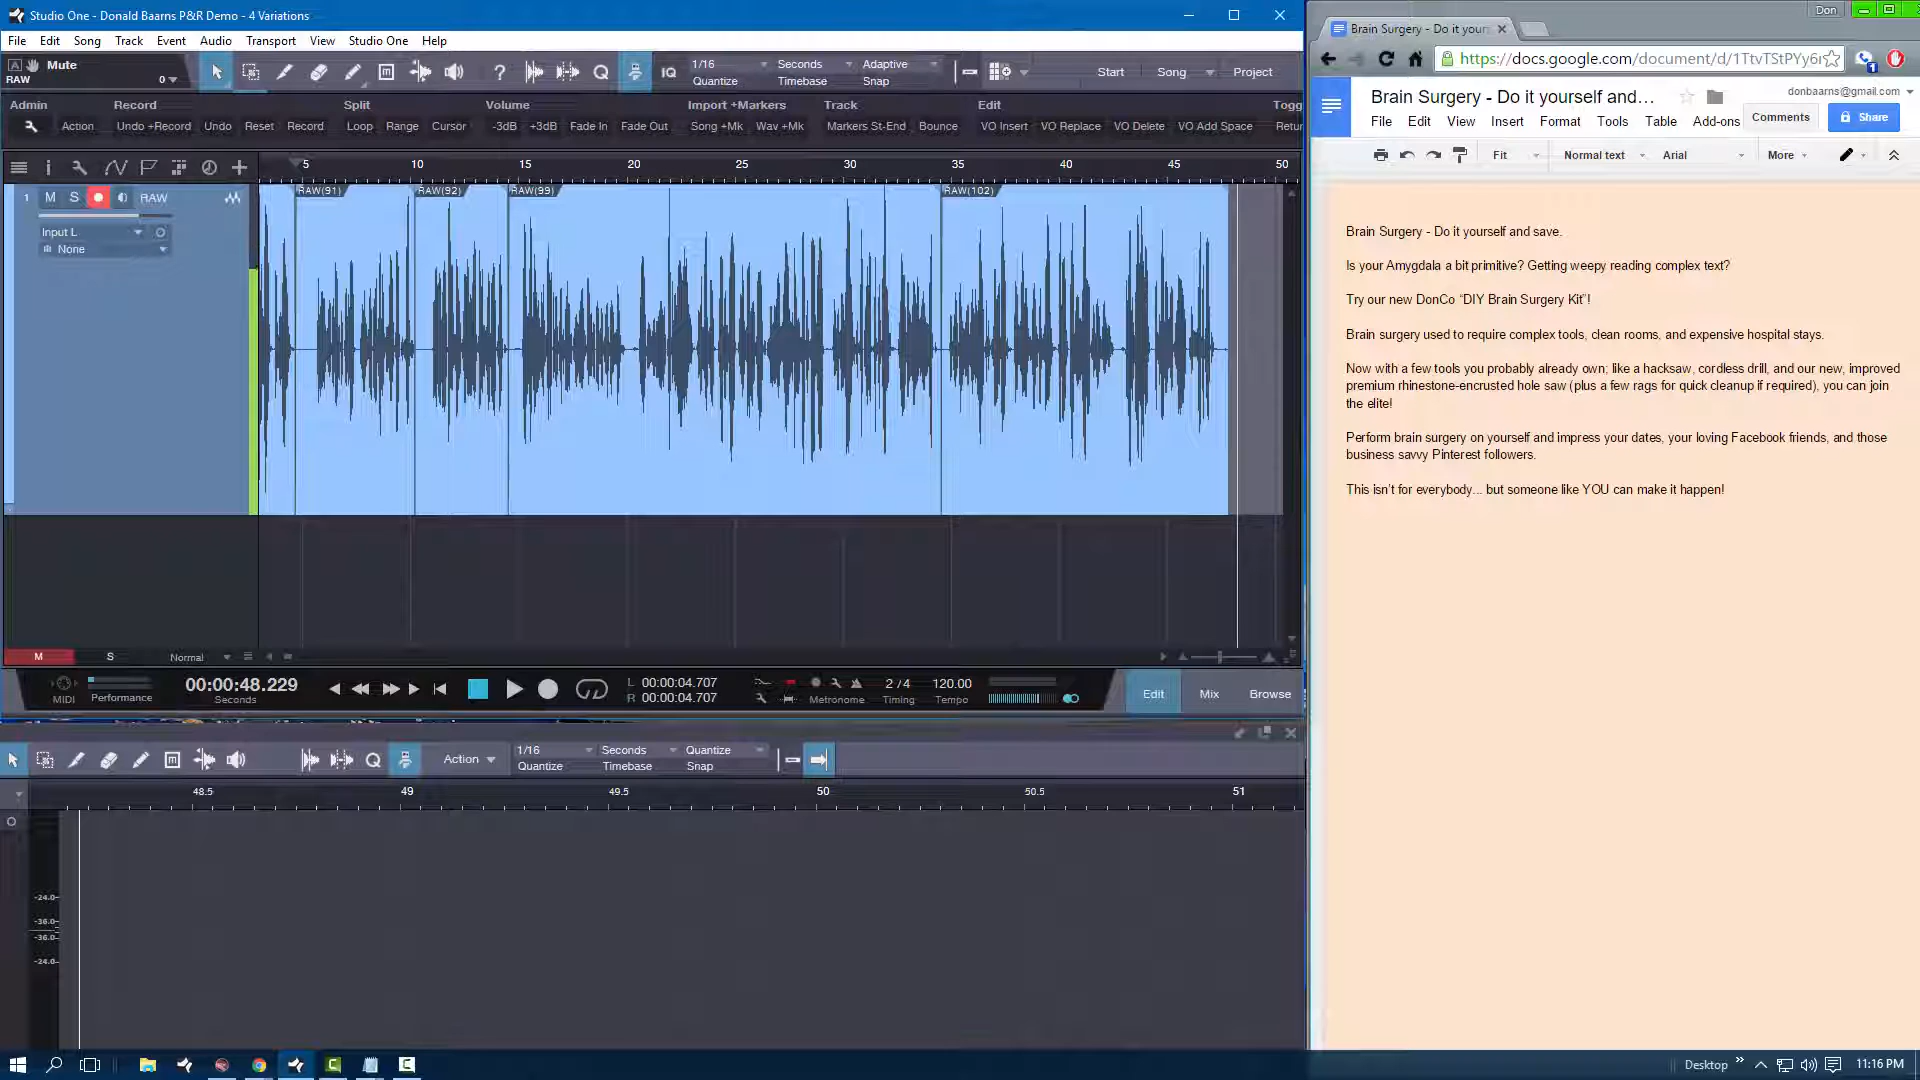 Studio One - Donald Baarns P&R Demo - 4 Variations
File Edit Song Track Event Audio Transport View Studio One Help
A Mute
RAW 0
? IQ
1/16 Seconds Adaptive
Quantize Timebase Snap
Start Song Project
Admin Record Split Volume Import +Markers Track Edit Togg
Action Undo +Record Undo Reset Record Loop Range Cursor -3dB +3dB Fade In Fade Out Song +Mk Wav +Mk Markers St-End Bounce VO Insert VO Replace VO Delete VO Add Space Retur
5 10 15 20 25 30 35 40 45 50
1 M S RAW
RAW(91) RAW(92) RAW(99) RAW(102)
Input L
None
M S Normal
MIDI Performance
00:00:48.229
Seconds
L 00:00:04.707
R 00:00:04.707
Metronome
2 / 4 120.00
Timing Tempo
Edit Mix Browse
Action
1/16 Seconds Quantize
Quantize Timebase Snap
48.5 49 49.5 50 50.5 51
-24.0
-36.0
-36.0
-24.0
Don
Brain Surgery - Do it your
https://docs.google.com/document/d/1TtvTStPYy6r
Brain Surgery - Do it yourself and…
donbaarns@gmail.com
File Edit View Insert Format Tools Table Add-ons
Comments Share
Fit Normal text Arial More
Brain Surgery - Do it yourself and save.
Is your Amygdala a bit primitive? Getting weepy reading complex text?
Try our new DonCo “DIY Brain Surgery Kit”!
Brain surgery used to require complex tools, clean rooms, and expensive hospital stays.
Now with a few tools you probably already own; like a hacksaw, cordless drill, and our new, improved
premium rhinestone-encrusted hole saw (plus a few rags for quick cleanup if required), you can join
the elite!
Perform brain surgery on yourself and impress your dates, your loving Facebook friends, and those
business savvy Pinterest followers.
This isn’t for everybody... but someone like YOU can make it happen!
Desktop 11:16 PM